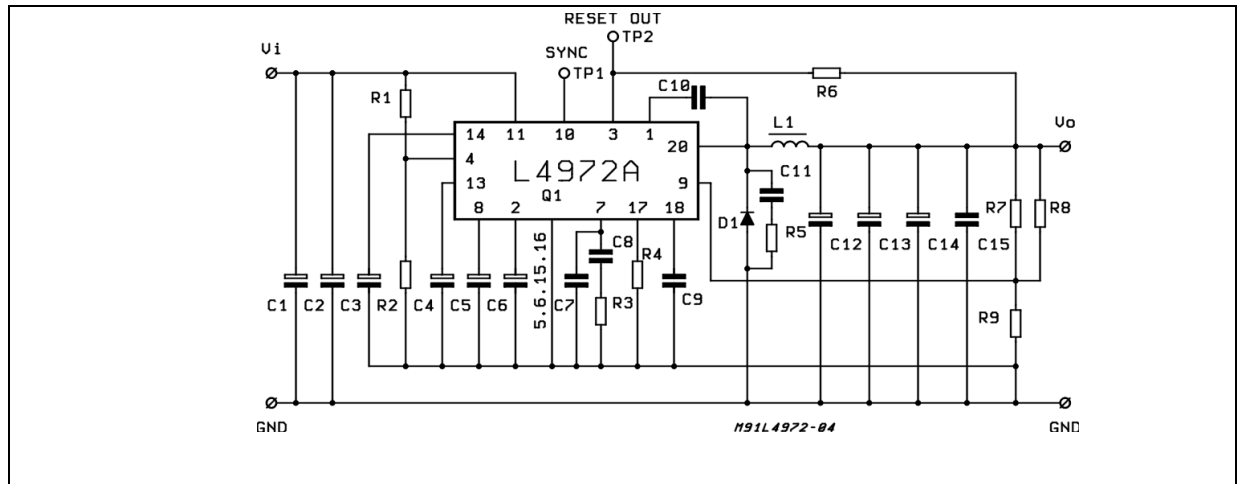 RESET OUT
TP2
Vi
SYNC
TP1
C10
R6
R1
L1
Vo
14 11 10 3 1
20
4
L4972A
C11
13
Q1
9
8 2 7 17 18
D1
R5
R7 R8
C12 C13 C14 C15
C8
R4
5.6.15.16
C1 C2 C3 R2 C4 C5 C6 C7 R3 C9
R9
GND
M91L4972-04
GND